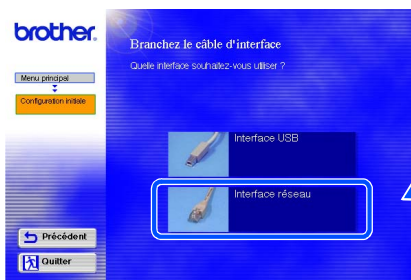 brother.
Menu principal
Configuration initiale
Branchez le câble d'interface
Quelle interface souhaitez-vous utiliser ?
Interface USB
Interface réseau
Précédent
Quitter